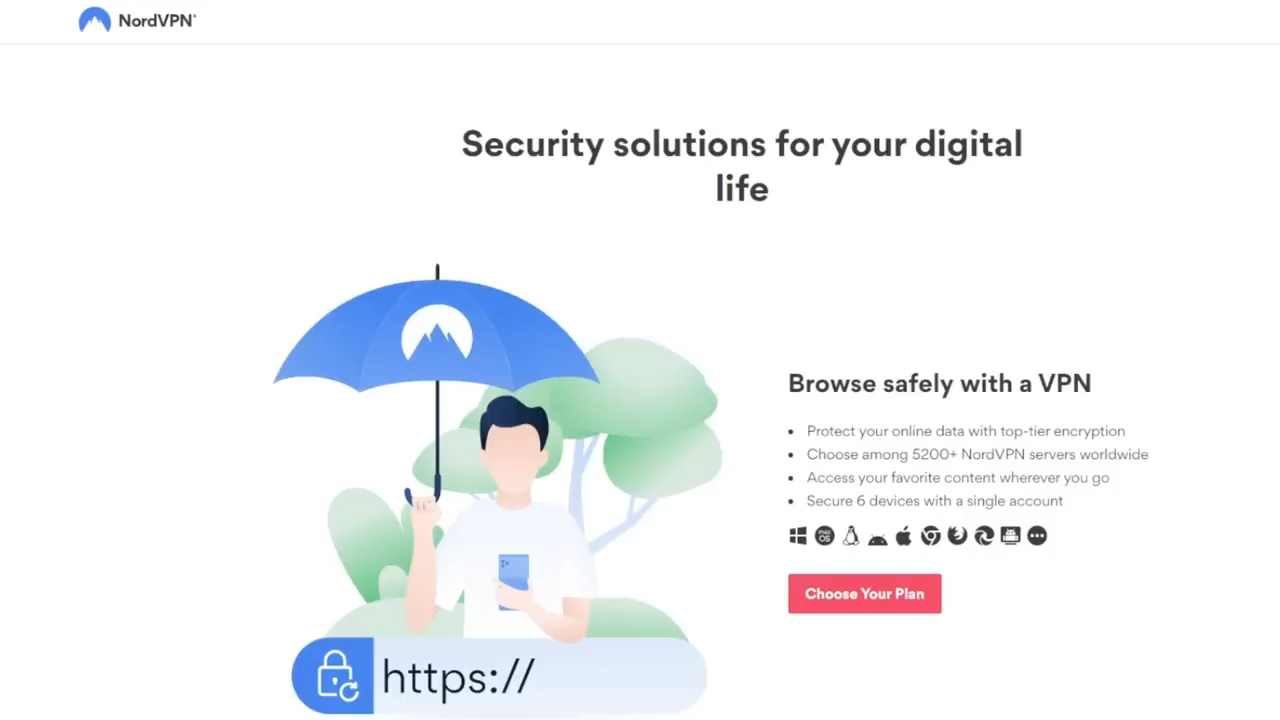 NordVPN®
Security solutions for your digital
life
Browse safely with a VPN
• Protect your online data with top-tier encryption
• Choose among 5200+ NordVPN servers worldwide
• Access your favorite content wherever you go
• Secure 6 devices with a single account
mac
OS
Choose Your Plan
https://